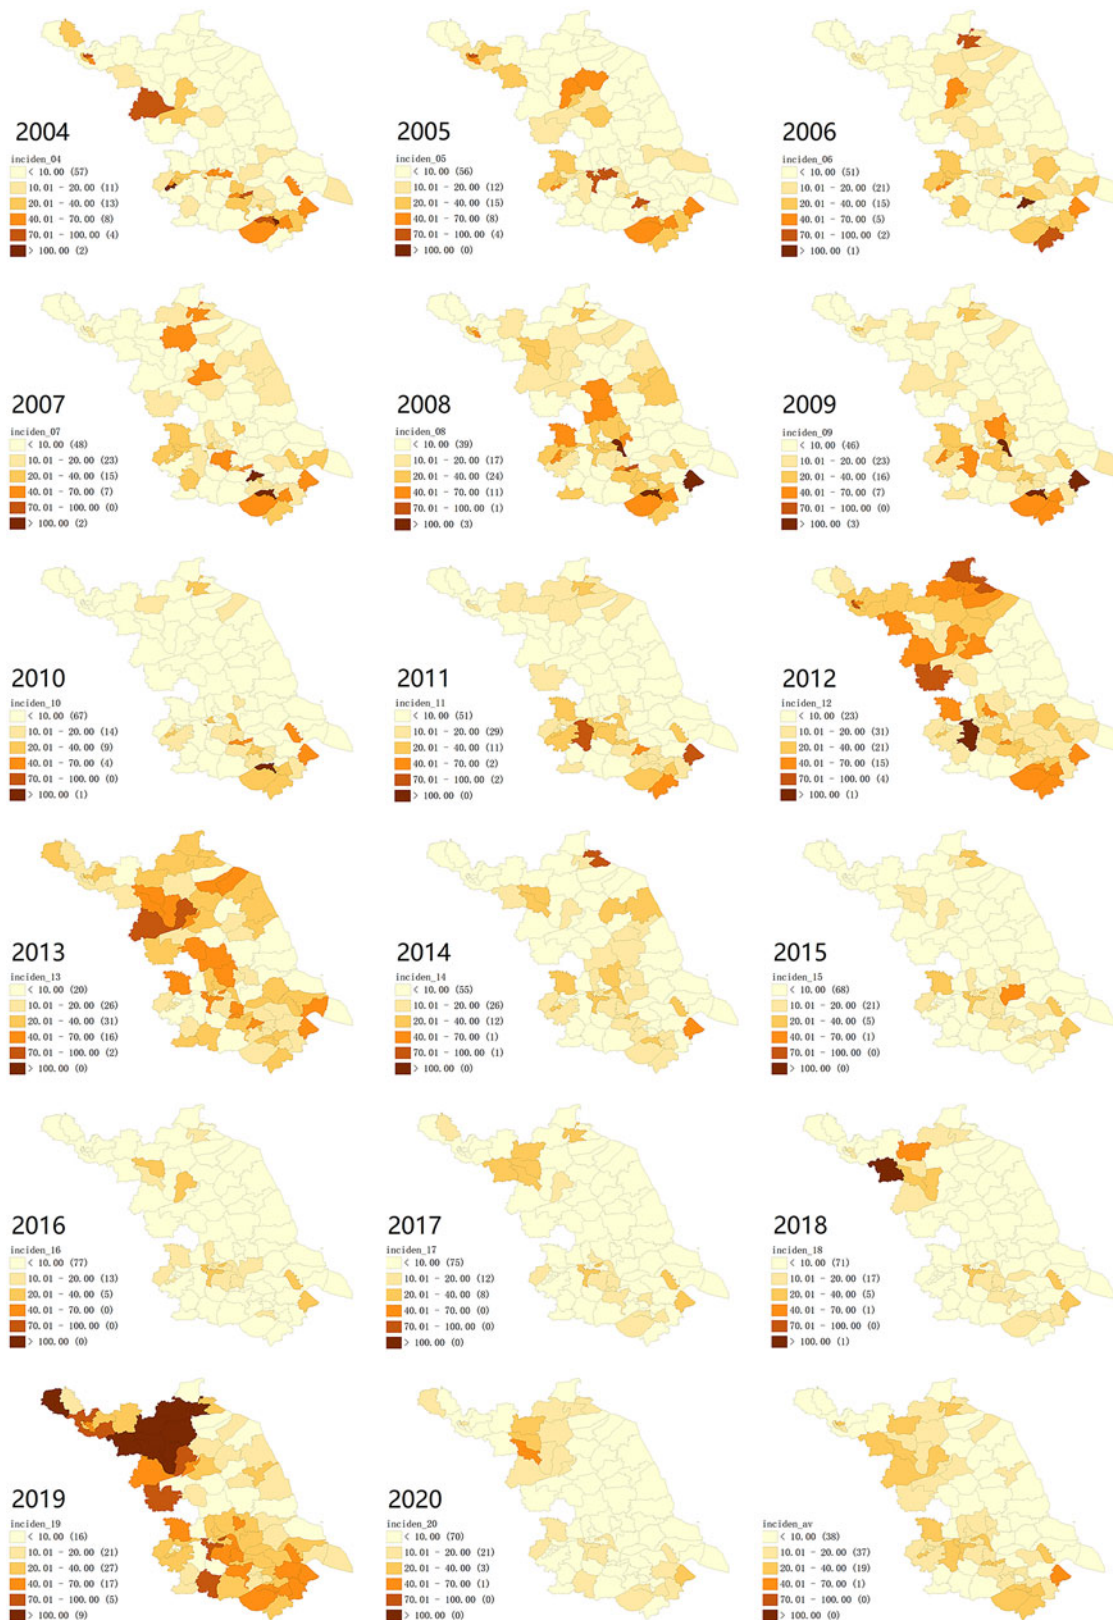 2004
inciden_04
< 10.00 (57)
10.01 - 20.00 (11)
20.01 - 40.00 (13)
40.01 - 70.00 (8)
70.01 - 100.00 (4)
> 100.00 (2)
2005
inciden_05
< 10.00 (56)
10.01 - 20.00 (12)
20.01 - 40.00 (15)
40.01 - 70.00 (8)
70.01 - 100.00 (4)
> 100.00 (0)
2006
inciden_06
< 10.00 (51)
10.01 - 20.00 (21)
20.01 - 40.00 (15)
40.01 - 70.00 (5)
70.01 - 100.00 (2)
> 100.00 (1)
2007
inciden_07
< 10.00 (48)
10.01 - 20.00 (23)
20.01 - 40.00 (15)
40.01 - 70.00 (7)
70.01 - 100.00 (0)
> 100.00 (2)
2008
inciden_08
< 10.00 (39)
10.01 - 20.00 (17)
20.01 - 40.00 (24)
40.01 - 70.00 (11)
70.01 - 100.00 (1)
> 100.00 (3)
2009
inciden_09
< 10.00 (46)
10.01 - 20.00 (23)
20.01 - 40.00 (16)
40.01 - 70.00 (7)
70.01 - 100.00 (0)
> 100.00 (3)
2010
inciden_10
< 10.00 (67)
10.01 - 20.00 (14)
20.01 - 40.00 (9)
40.01 - 70.00 (4)
70.01 - 100.00 (0)
> 100.00 (1)
2011
inciden_11
< 10.00 (51)
10.01 - 20.00 (29)
20.01 - 40.00 (11)
40.01 - 70.00 (2)
70.01 - 100.00 (2)
> 100.00 (0)
2012
inciden_12
< 10.00 (23)
10.01 - 20.00 (31)
20.01 - 40.00 (21)
40.01 - 70.00 (15)
70.01 - 100.00 (4)
> 100.00 (1)
2013
inciden_13
< 10.00 (20)
10.01 - 20.00 (26)
20.01 - 40.00 (31)
40.01 - 70.00 (16)
70.01 - 100.00 (2)
> 100.00 (0)
2014
inciden_14
< 10.00 (55)
10.01 - 20.00 (26)
20.01 - 40.00 (12)
40.01 - 70.00 (1)
70.01 - 100.00 (1)
> 100.00 (0)
2015
inciden_15
< 10.00 (68)
10.01 - 20.00 (21)
20.01 - 40.00 (5)
40.01 - 70.00 (1)
70.01 - 100.00 (0)
> 100.00 (0)
2016
inciden_16
< 10.00 (77)
10.01 - 20.00 (13)
20.01 - 40.00 (5)
40.01 - 70.00 (0)
70.01 - 100.00 (0)
> 100.00 (0)
2017
inciden_17
< 10.00 (75)
10.01 - 20.00 (12)
20.01 - 40.00 (8)
40.01 - 70.00 (0)
70.01 - 100.00 (0)
> 100.00 (0)
2018
inciden_18
< 10.00 (71)
10.01 - 20.00 (17)
20.01 - 40.00 (5)
40.01 - 70.00 (1)
70.01 - 100.00 (0)
> 100.00 (1)
2019
inciden_19
< 10.00 (16)
10.01 - 20.00 (21)
20.01 - 40.00 (27)
40.01 - 70.00 (17)
70.01 - 100.00 (5)
> 100.00 (9)
2020
inciden_20
< 10.00 (70)
10.01 - 20.00 (21)
20.01 - 40.00 (3)
40.01 - 70.00 (1)
70.01 - 100.00 (0)
> 100.00 (0)
inciden_av
< 10.00 (38)
10.01 - 20.00 (37)
20.01 - 40.00 (19)
40.01 - 70.00 (1)
70.01 - 100.00 (0)
> 100.00 (0)